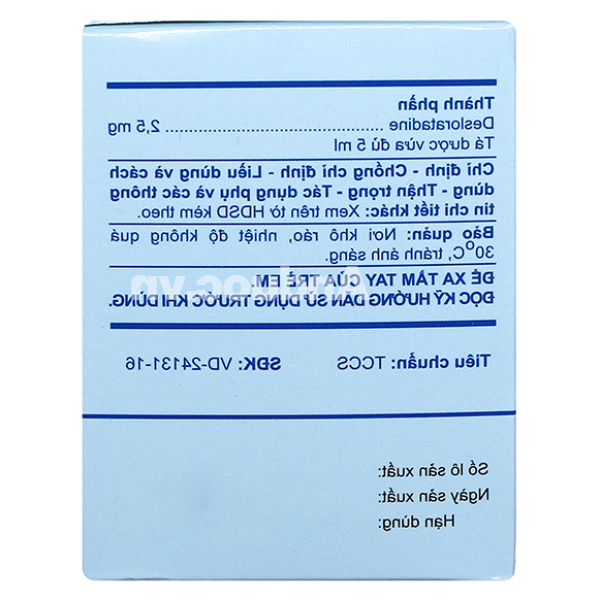 Thành phần
Desloratadine ........................................ 2,5 mg
Tá dược vừa đủ 5 ml
Chỉ định - Chống chỉ định - Liều dùng và cách
dùng - Thận trọng - Tác dụng phụ và các thông
tin chi tiết khác: Xem trên tờ HDSD kèm theo.
Bảo quản: Nơi khô ráo, nhiệt độ không quá
30°C, tránh ánh sáng.
ĐỂ XA TẦM TAY CỦA TRẺ EM.
ĐỌC KỸ HƯỚNG DẪN SỬ DỤNG TRƯỚC KHI DÙNG.
Tiêu chuẩn: TCCS SĐK: VD-24131-16
Số lô sản xuất:
Ngày sản xuất:
Hạn dùng: